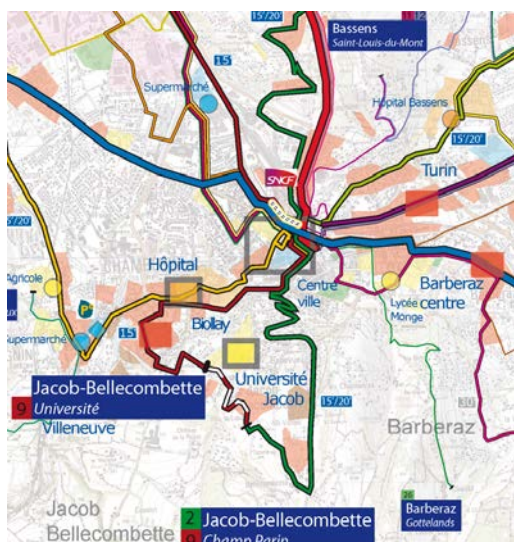 15'/20'
Bassens
Saint-Louis-du-Mont
15
Supermarché
Hôpital Bassens
15'/20'
Turin
SNCF
15'/20'
Hôpital
Agricole
Centre
ville
Barberaz
centre
Lycée
Monge
P
Biollay
Supermarché
15
Université
Jacob
Jacob-Bellecombette
9 Université
Villeneuve
15'/20'
30
Barberaz
Jacob
Bellecombette
2 Jacob-Bellecombette
9 Champ Parin
26
Barberaz
Gottelands